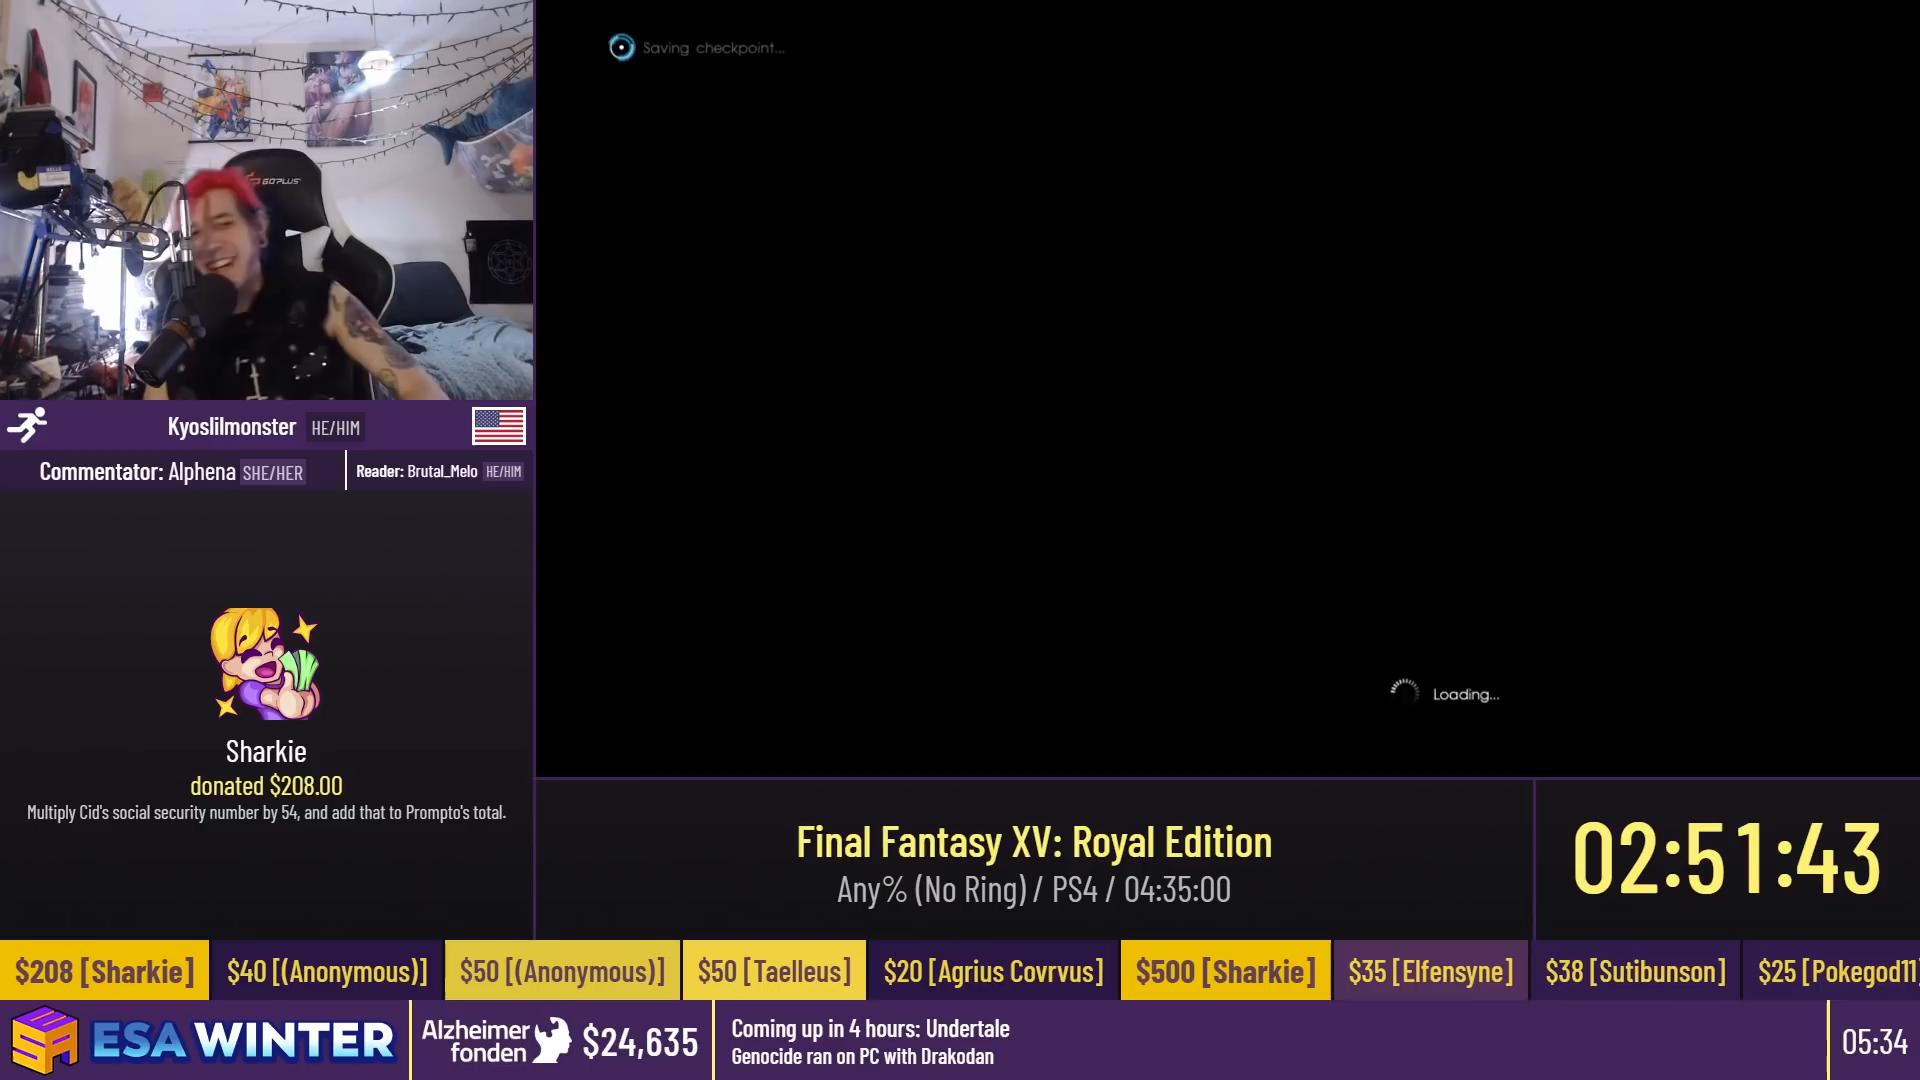 Saving checkpoint...
GOPLUS
Loading...
Kyoslilmonster HE/HIM
Commentator: Alphena SHE/HER
Reader: Brutal_Melo HE/HIM
Sharkie
donated $208.00
Multiply Cid's social security number by 54, and add that to Prompto's total.
Final Fantasy XV: Royal Edition
Any% (No Ring) / PS4 / 04:35:00
02:51:43
$208 [Sharkie]
$40 [(Anonymous)]
$50 [(Anonymous)]
$50 [Taelleus]
$20 [Agrius Covrvus]
$500 [Sharkie]
$35 [Elfensyne]
$38 [Sutibunson]
$25 [Pokegod11]
ESA WINTER
Alzheimer
fonden
$24,635
Coming up in 4 hours: Undertale
Genocide ran on PC with Drakodan
05:34